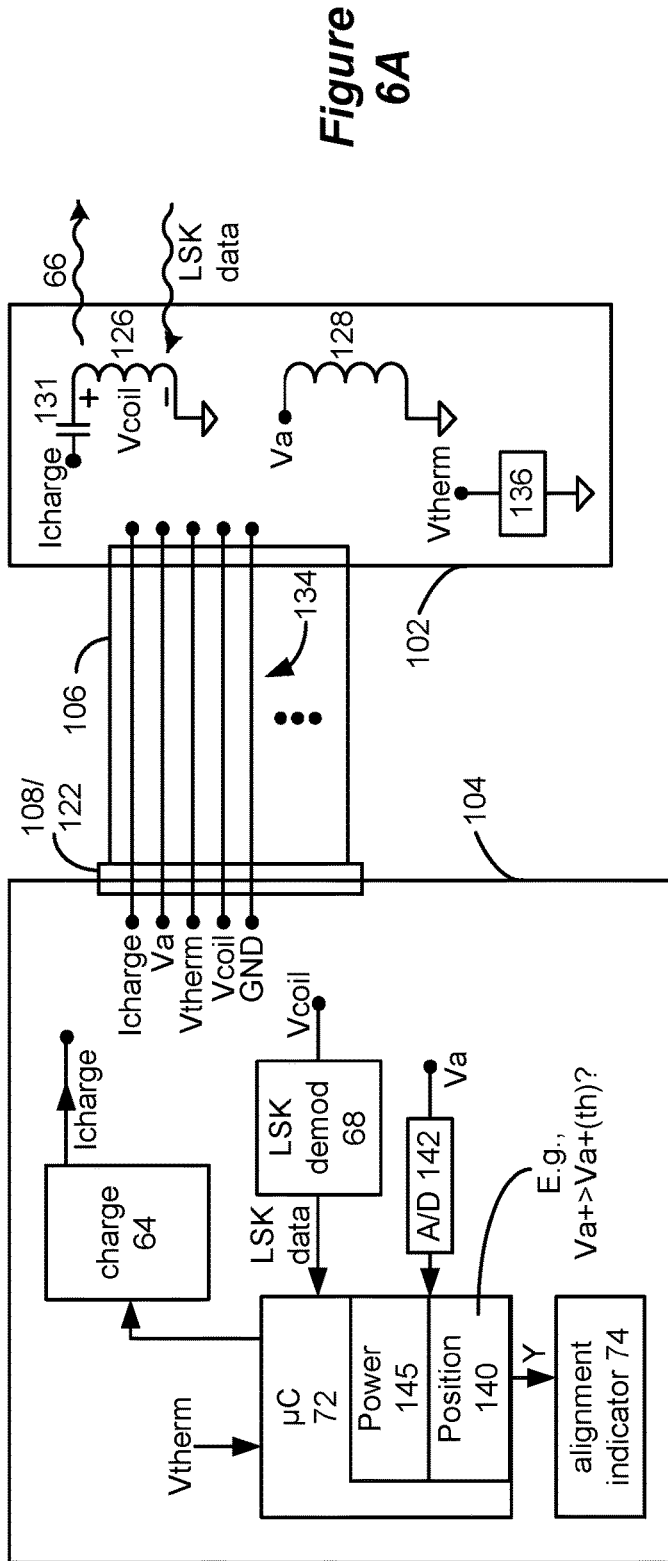 Figure
6A
charge
64
Icharge
Vtherm
µC
72
Power
145
Position
140
LSK
data
LSK
demod
68
Vcoil
A/D 142
Va
E.g.,
Va+>Va+(th)?
Y
alignment
indicator 74
104
108/
122
106
Icharge
Va
Vtherm
Vcoil
GND
134
102
Icharge
131
+
Vcoil
−
126
66
LSK
data
Va
128
Vtherm
136